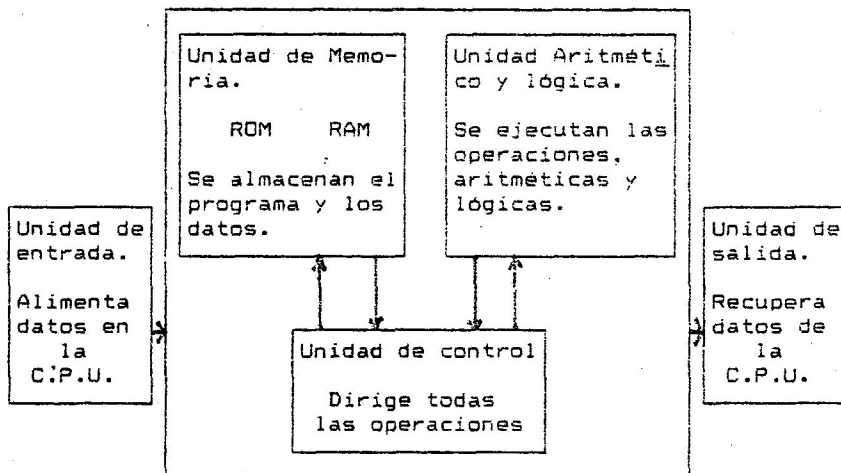 Unidad de Memo-
ria.
ROM RAM
Se almacenan el
programa y los
datos.
Unidad Aritméti
co y lógica.
Se ejecutan las
operaciones,
aritméticas y
lógicas.
Unidad de
entrada.
Alimenta
datos en
la
C.P.U.
Unidad de control
Dirige todas
las operaciones
Unidad de
salida.
Recupera
datos de
la
C.P.U.